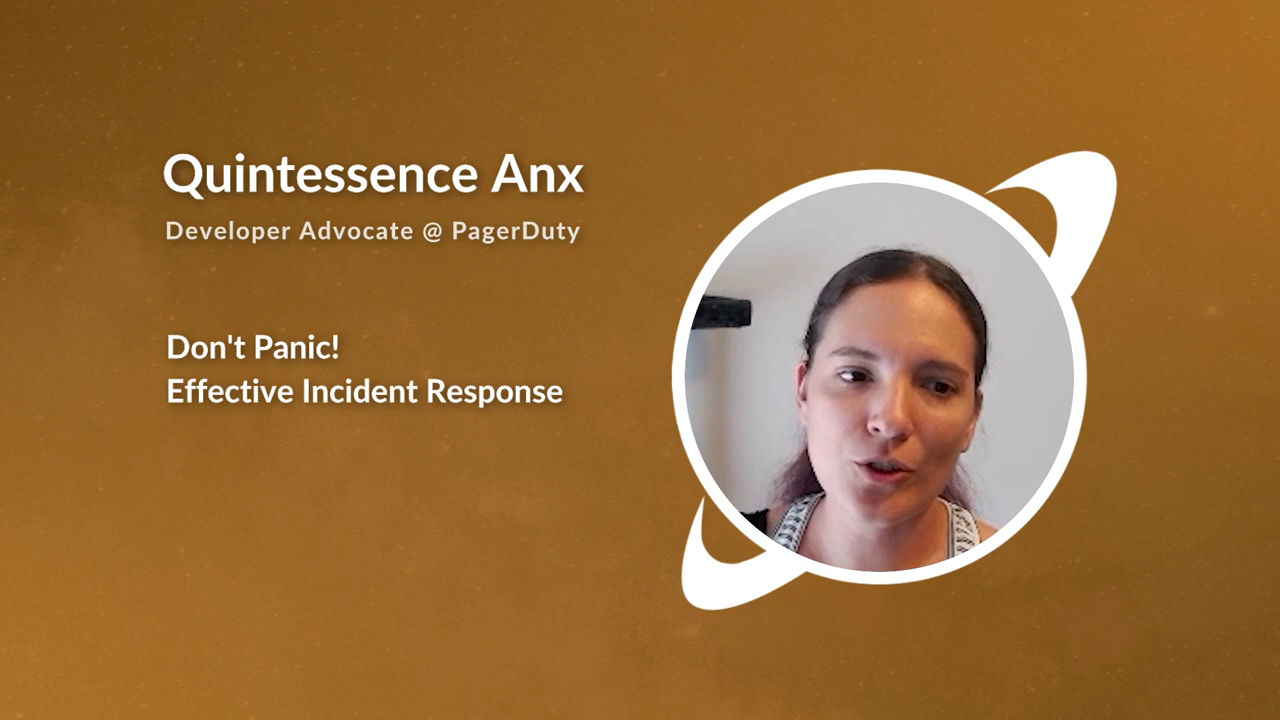 Quintessence Anx
Developer Advocate @ PagerDuty
Don't Panic!
Effective Incident Response